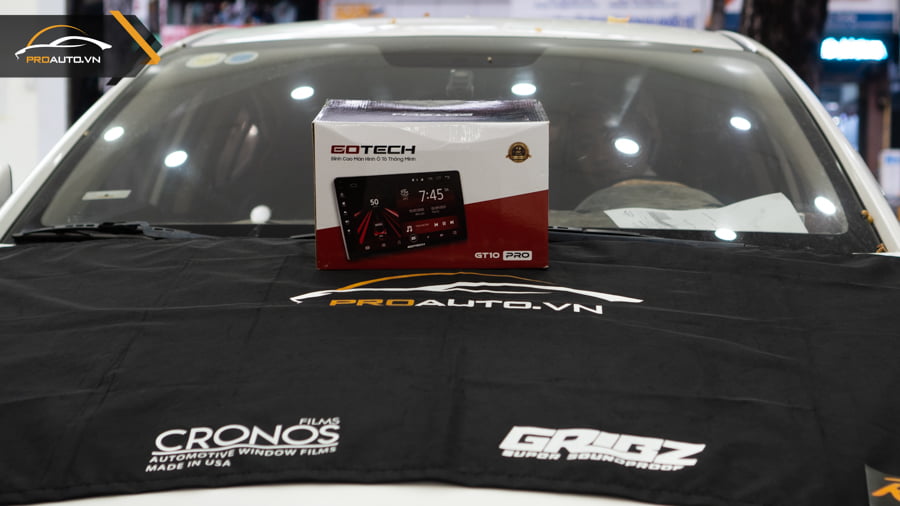 PROAUTO.VN
GOTECH
Đỉnh Cao Màn Hình Ô Tô Thông Minh
50
7:45
GT10 PRO
PROAUTO.VN
FILMS
CRONOS
AUTOMOTIVE WINDOW FILMS
MADE IN USA
GRIBZ
SUPER SOUNDPROOF